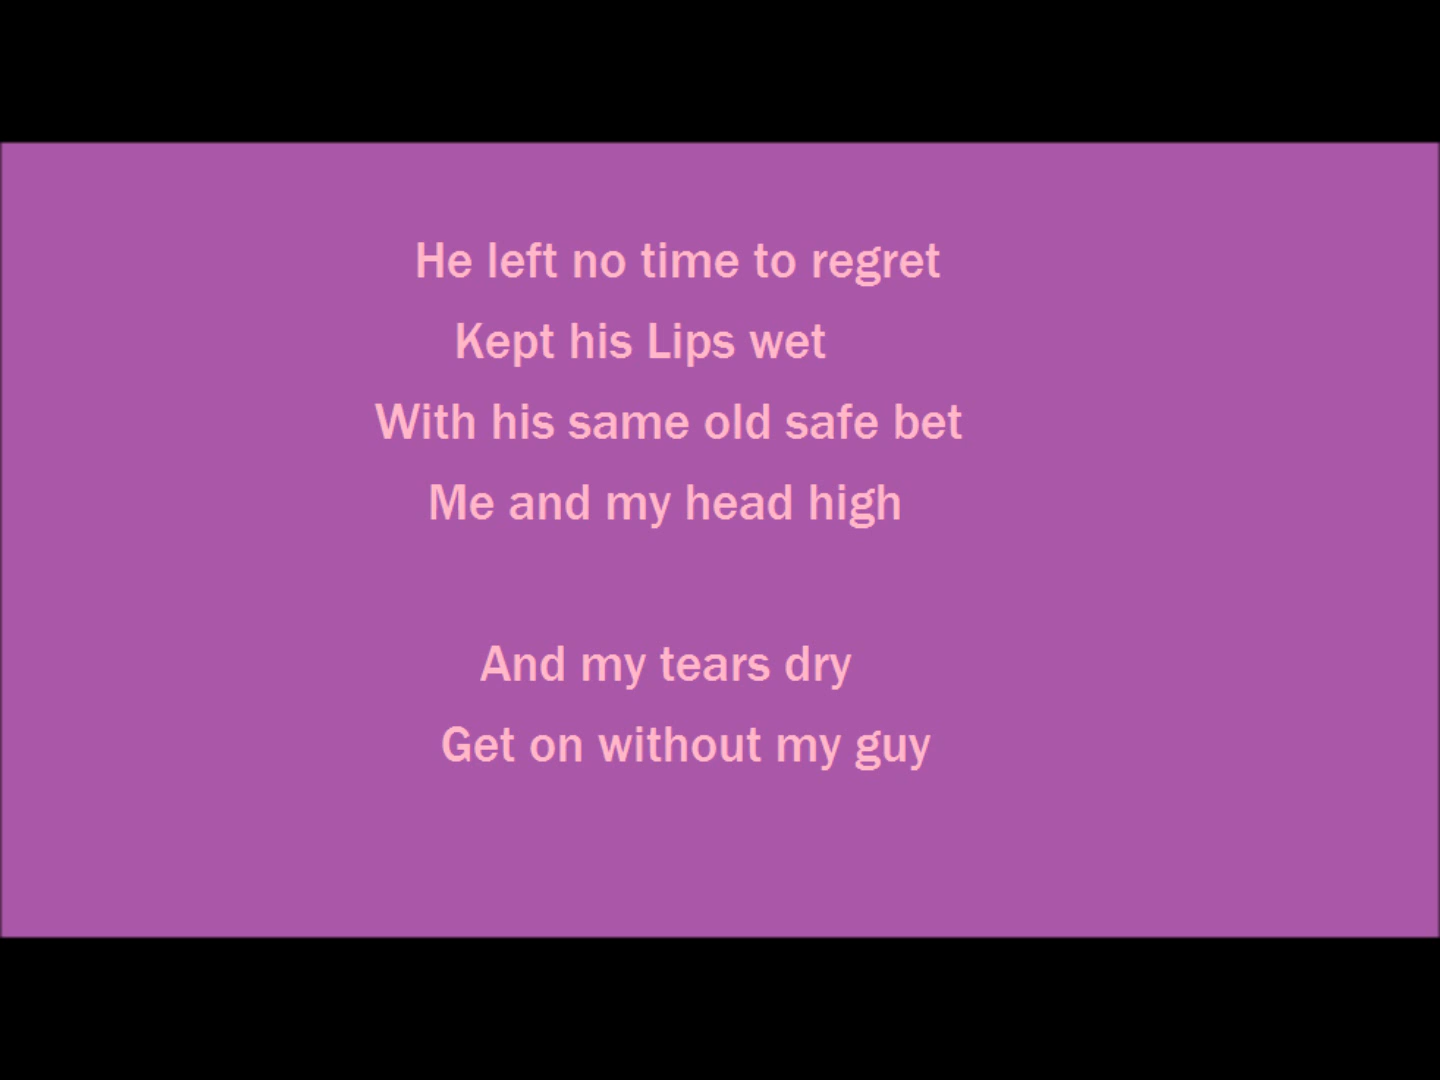 He left no time to regret
Kept his Lips wet
With his same old safe bet
Me and my head high
And my tears dry
Get on without my guy